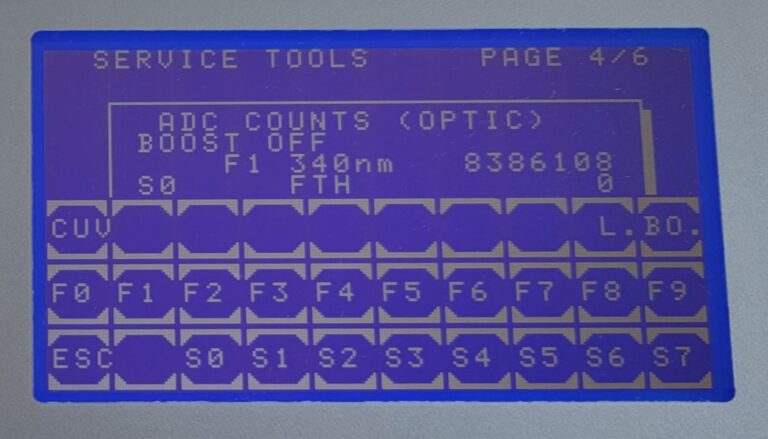 SERVICE TOOLS PAGE 4/6
ADC COUNTS (OPTIC)
BOOST OFF
F1 340nm 8386108
S0 FTH 0
CUV L.BO.
F0 F1 F2 F3 F4 F5 F6 F7 F8 F9
ESC S0 S1 S2 S3 S4 S5 S6 S7